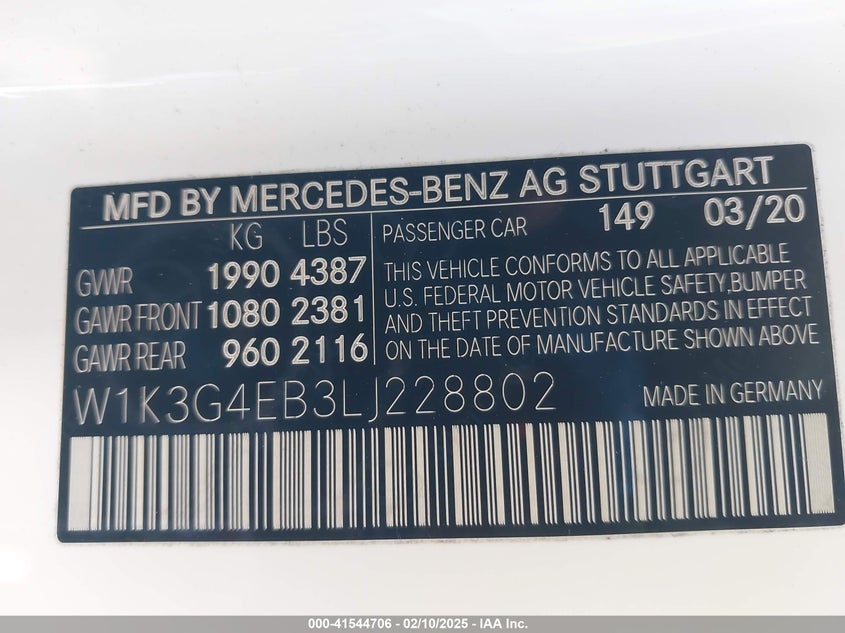 MFD BY MERCEDES-BENZ AG STUTTGART
KG LBS
GWWR 1990 4387
GAWR FRONT 1080 2381
GAWR REAR 960 2116
PASSENGER CAR 149 03/20
THIS VEHICLE CONFORMS TO ALL APPLICABLE
U.S. FEDERAL MOTOR VEHICLE SAFETY,BUMPER
AND THEFT PREVENTION STANDARDS IN EFFECT
ON THE DATE OF MANUFACTURE SHOWN ABOVE
W1K3G4EB3LJ228802 MADE IN GERMANY
000-41544706 - 02/10/2025 - IAA Inc.